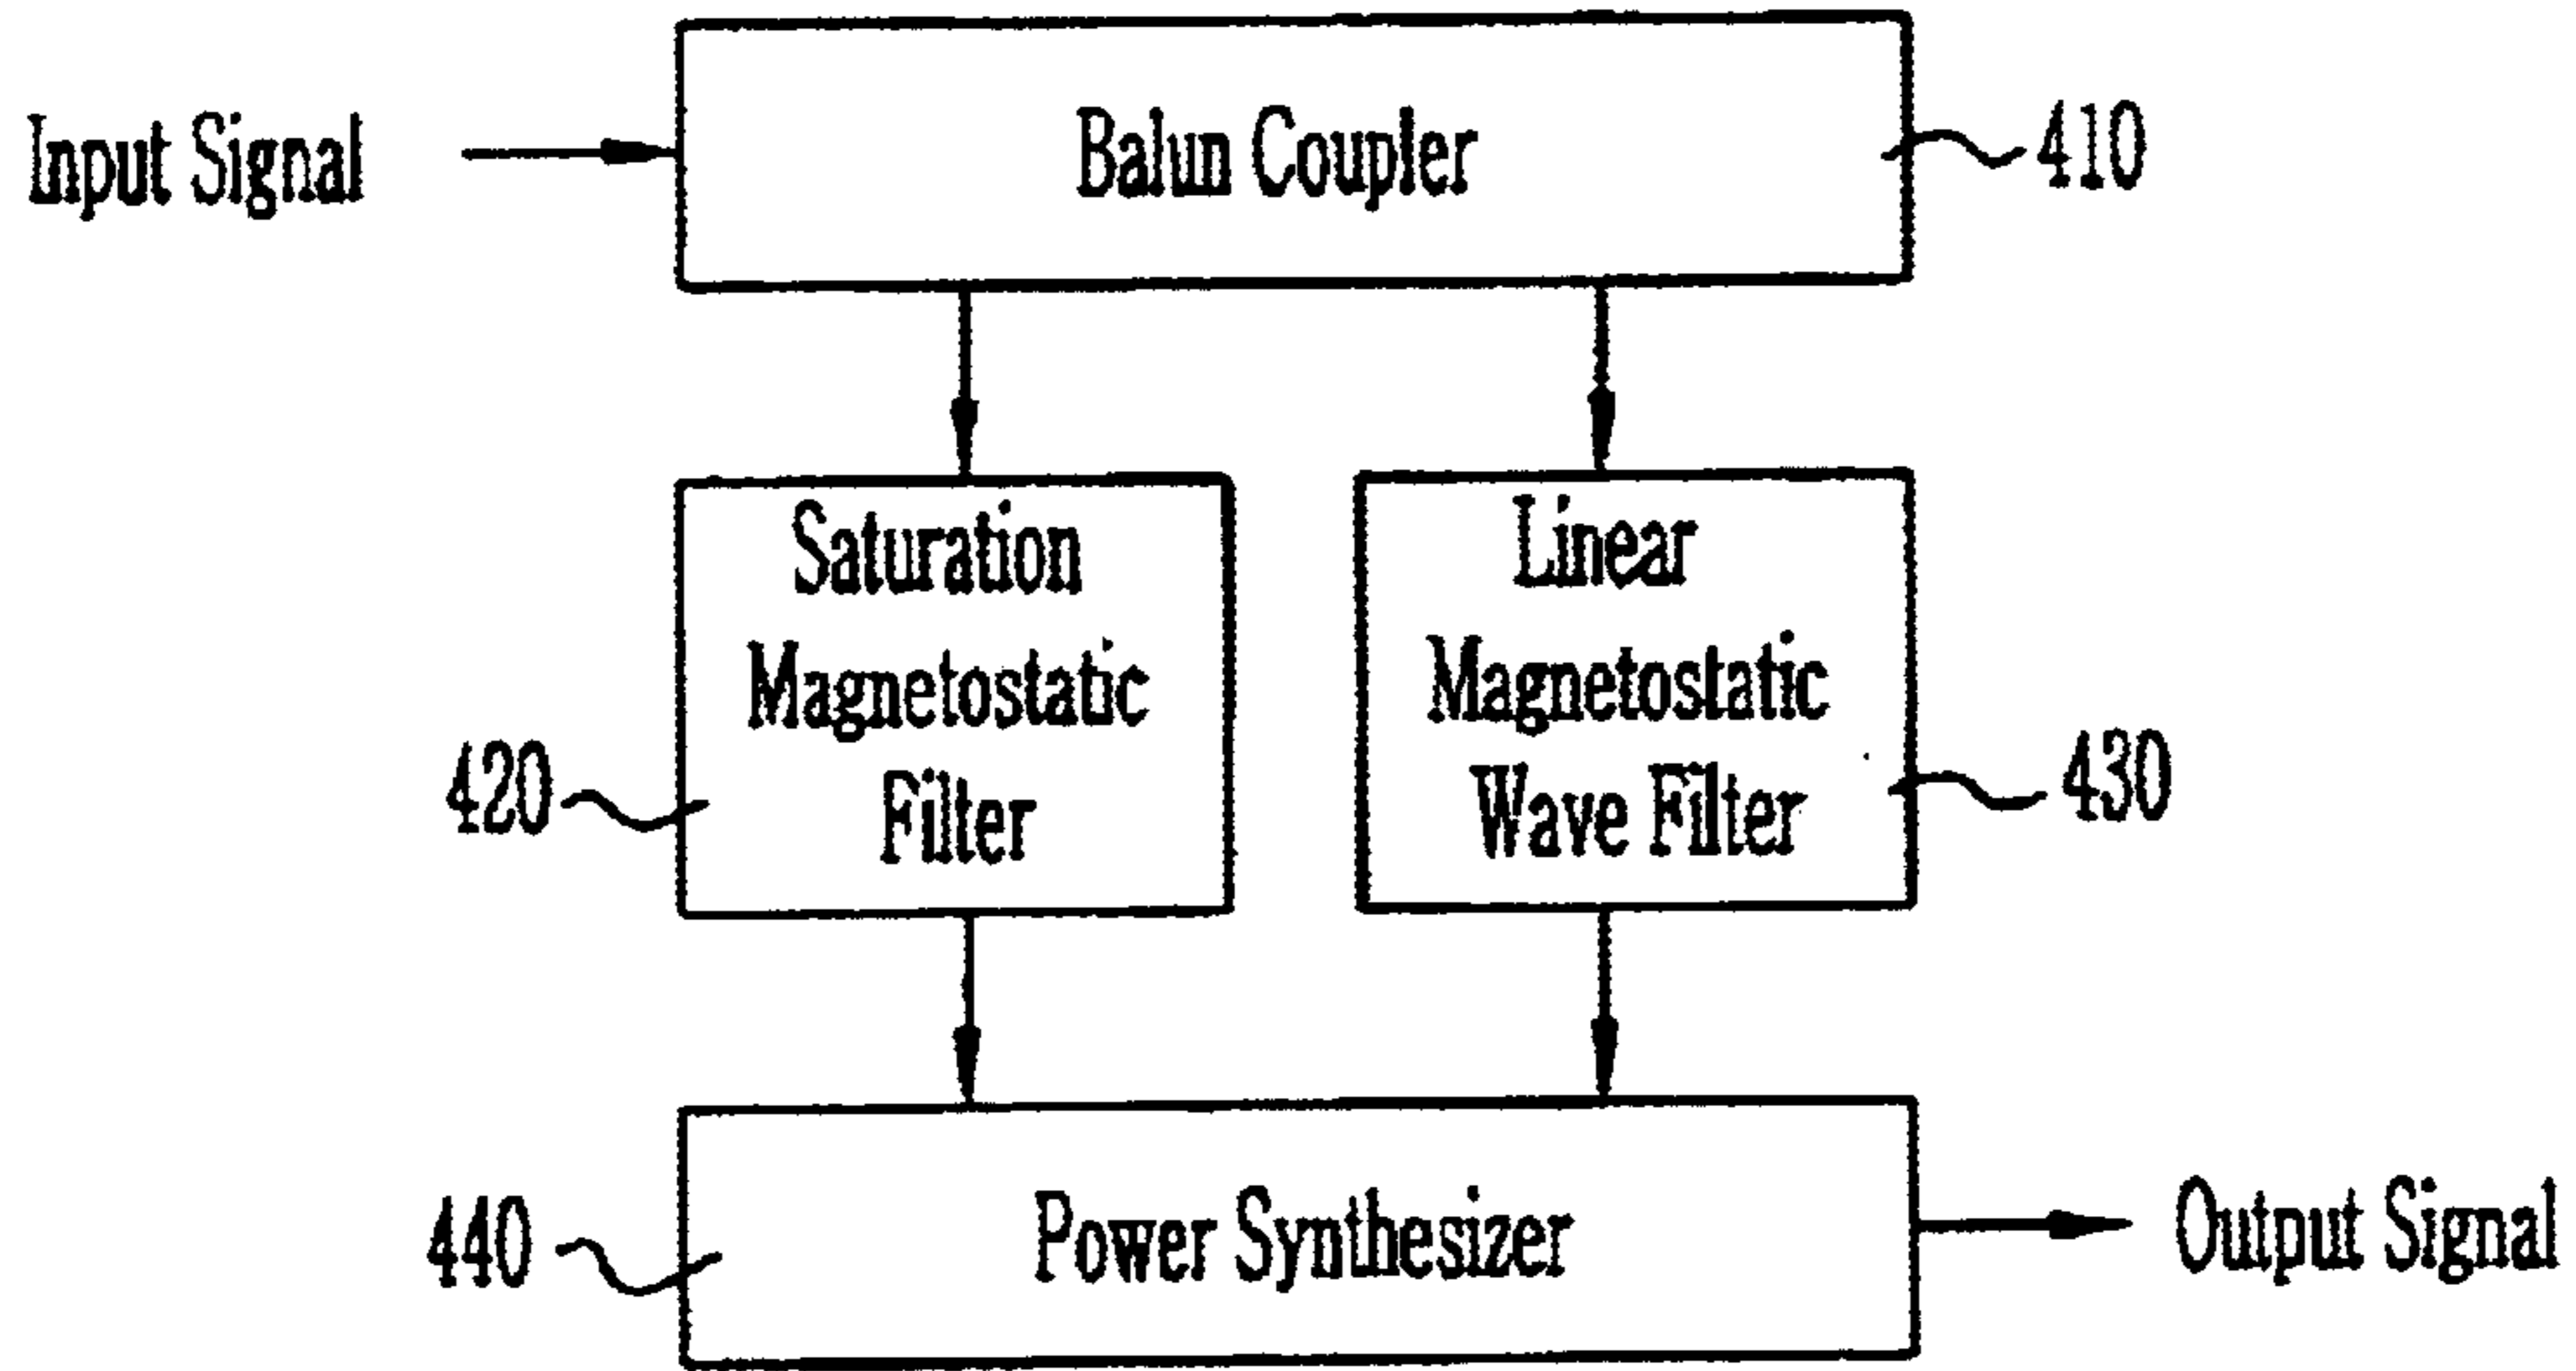 Input Signal
Balun Coupler
410
Saturation
Magnetostatic
Filter
420
Linear
Magnetostatic
Wave Filter
430
440
Power Synthesizer
Output Signal